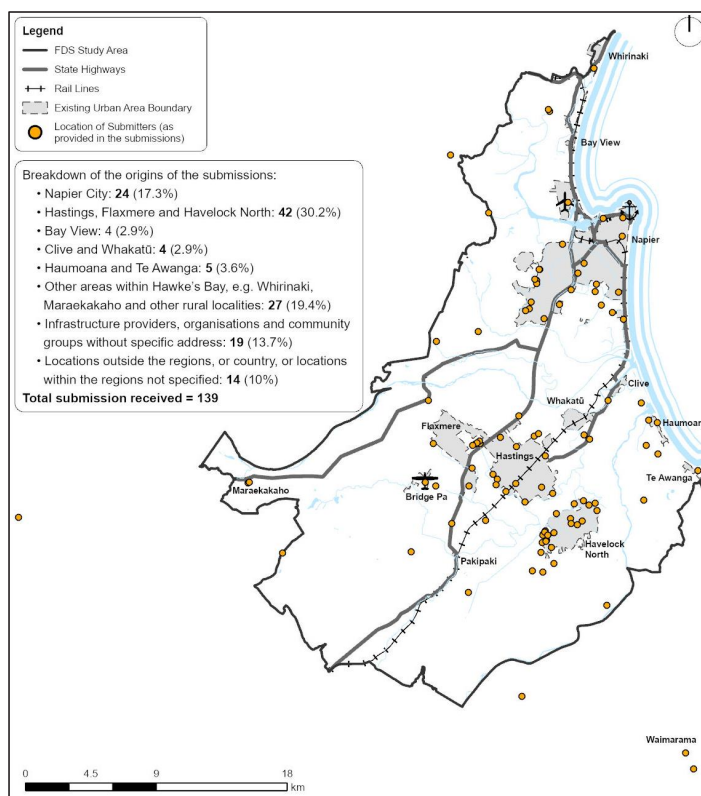 Legend
FDS Study Area
State Highways
Rail Lines
Existing Urban Area Boundary
Location of Submitters (as
provided in the submissions)
Breakdown of the origins of the submissions:
• Napier City: 24 (17.3%)
• Hastings, Flaxmere and Havelock North: 42 (30.2%)
• Bay View: 4 (2.9%)
• Clive and Whakatū: 4 (2.9%)
• Haumoana and Te Awanga: 5 (3.6%)
• Other areas within Hawke's Bay, e.g. Whirinaki,
Maraekakaho and other rural localities: 27 (19.4%)
• Infrastructure providers, organisations and community
groups without specific address: 19 (13.7%)
• Locations outside the regions, or country, or locations
within the regions not specified: 14 (10%)
Total submission received = 139
Whirinaki
Bay View
Napier
Clive
Whakatū
Haumoan
Flaxmere
Hastings
Te Awanga
Maraekakaho
Bridge Pa
Havelock
North
Pakipaki
Waimarama
0 4.5 9 18
km